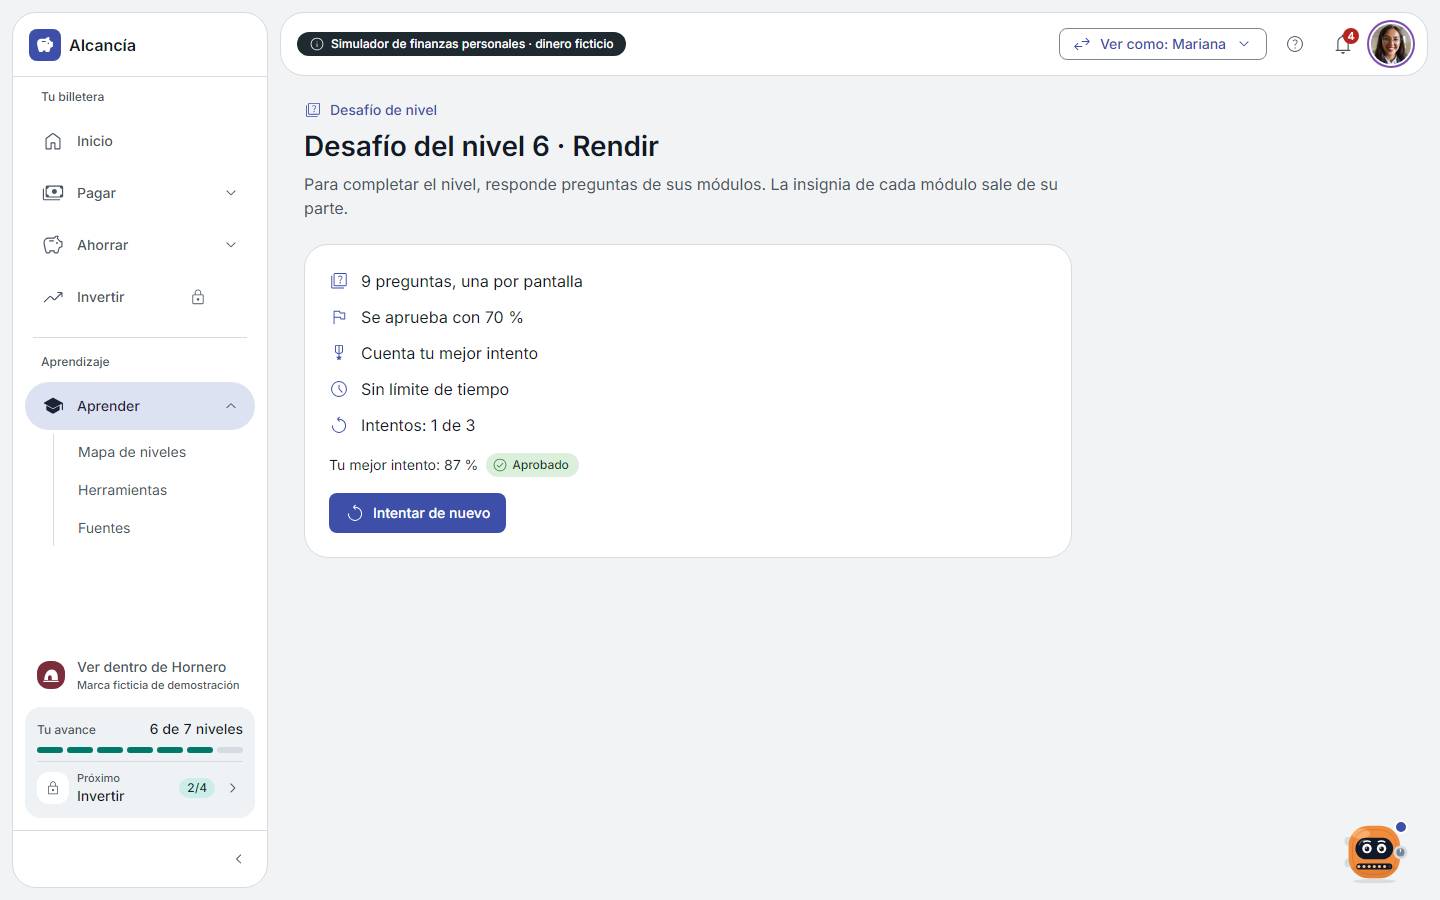 Alcancía
Tu billetera
Inicio
Pagar
Ahorrar
Invertir
Aprendizaje
Aprender
Mapa de niveles
Herramientas
Fuentes
Ver dentro de Hornero
Marca ficticia de demostración
Tu avance
6 de 7 niveles
Próximo
Invertir
2/4
Simulador de finanzas personales · dinero ficticio
Ver como: Mariana
4
Desafío de nivel
Desafío del nivel 6 · Rendir
Para completar el nivel, responde preguntas de sus módulos. La insignia de cada módulo sale de su
parte.
9 preguntas, una por pantalla
Se aprueba con 70 %
Cuenta tu mejor intento
Sin límite de tiempo
Intentos: 1 de 3
Tu mejor intento: 87 %
Aprobado
Intentar de nuevo